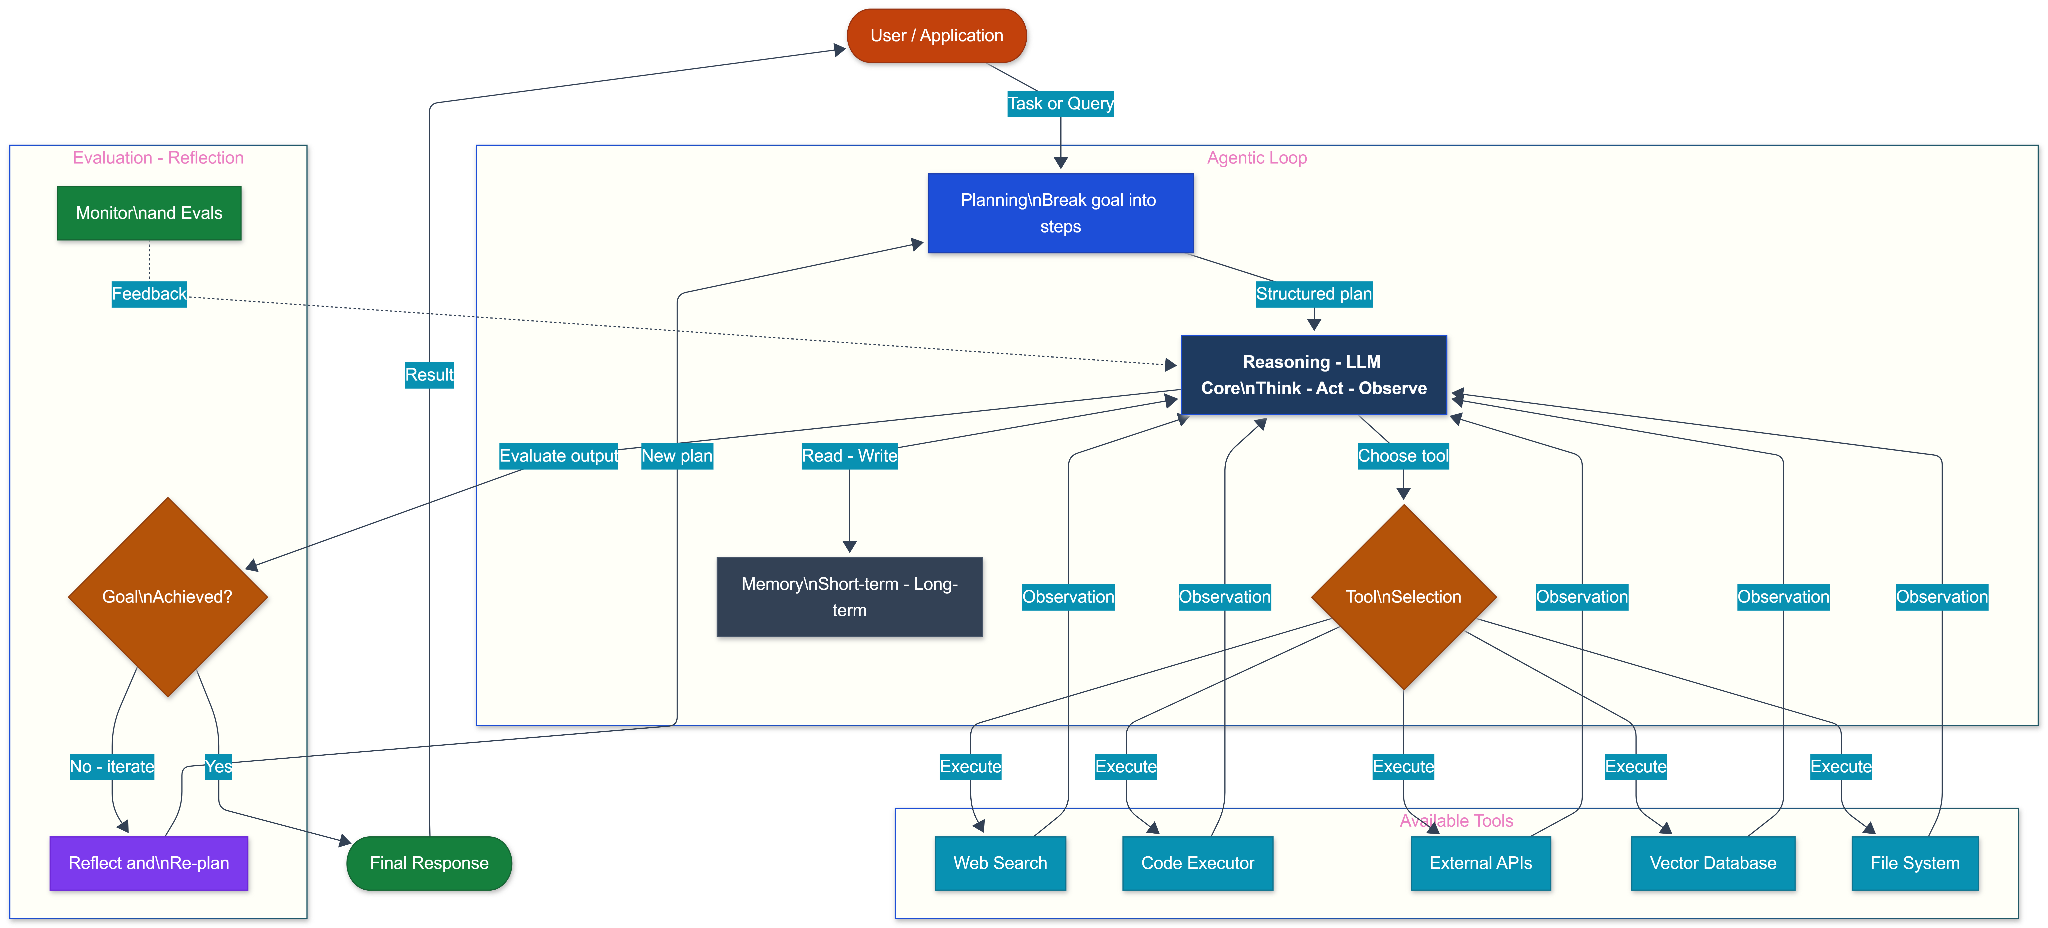 User / Application
Task or Query
Evaluation - Reflection
Agentic Loop
Monitor\nand Evals
Planning\nBreak goal into
steps
Feedback
Structured plan
Result
Reasoning - LLM
Core\nThink - Act - Observe
Evaluate output
New plan
Read - Write
Choose tool
Goal\nAchieved?
Memory\nShort-term - Long-
term
Observation
Observation
Tool\nSelection
Observation
Observation
Observation
No - iterate
Yes
Execute
Execute
Execute
Execute
Execute
Available Tools
Reflect and\nRe-plan
Final Response
Web Search
Code Executor
External APIs
Vector Database
File System